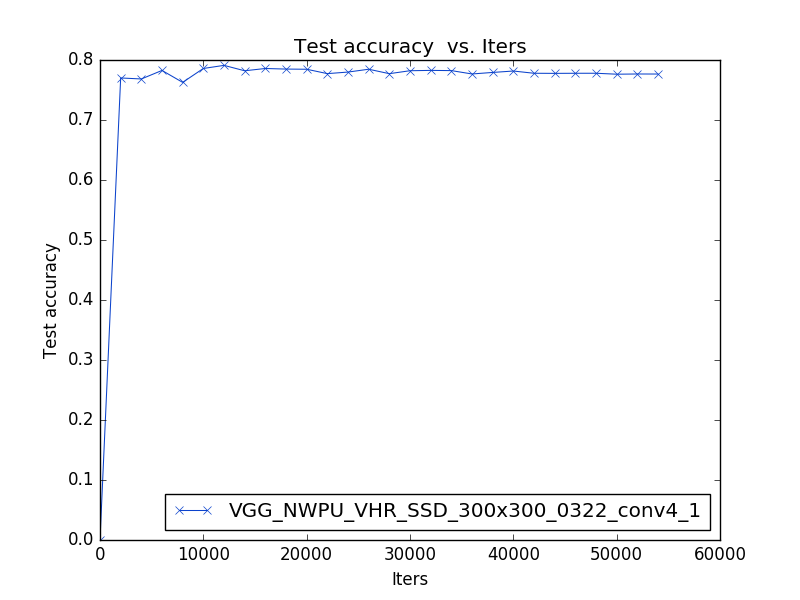 Test accuracy  vs. Iters
0.8
0.7
0.6
0.5
0.4
0.3
0.2
0.1
0.0
Test accuracy
VGG_NWPU_VHR_SSD_300x300_0322_conv4_1
0 10000 20000 30000 40000 50000 60000
Iters